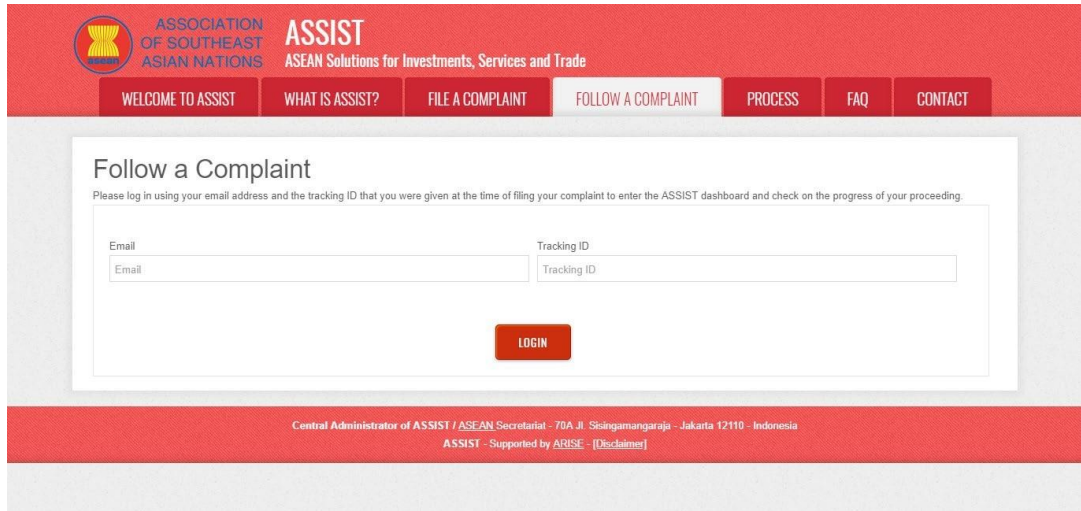 ASSOCIATION
OF SOUTHEAST
ASIAN NATIONS
asean
ASSIST
ASEAN Solutions for Investments, Services and Trade
WELCOME TO ASSIST
WHAT IS ASSIST?
FILE A COMPLAINT
FOLLOW A COMPLAINT
PROCESS
FAQ
CONTACT
Follow a Complaint
Please log in using your email address and the tracking ID that you were given at the time of filing your complaint to enter the ASSIST dashboard and check on the progress of your proceeding.
Email
Tracking ID
Email
Tracking ID
LOGIN
Central Administrator of ASSIST / ASEAN Secretariat - 70A Jl. Sisingamangaraja - Jakarta 12110 - Indonesia
ASSIST - Supported by ARISE - [Disclaimer]